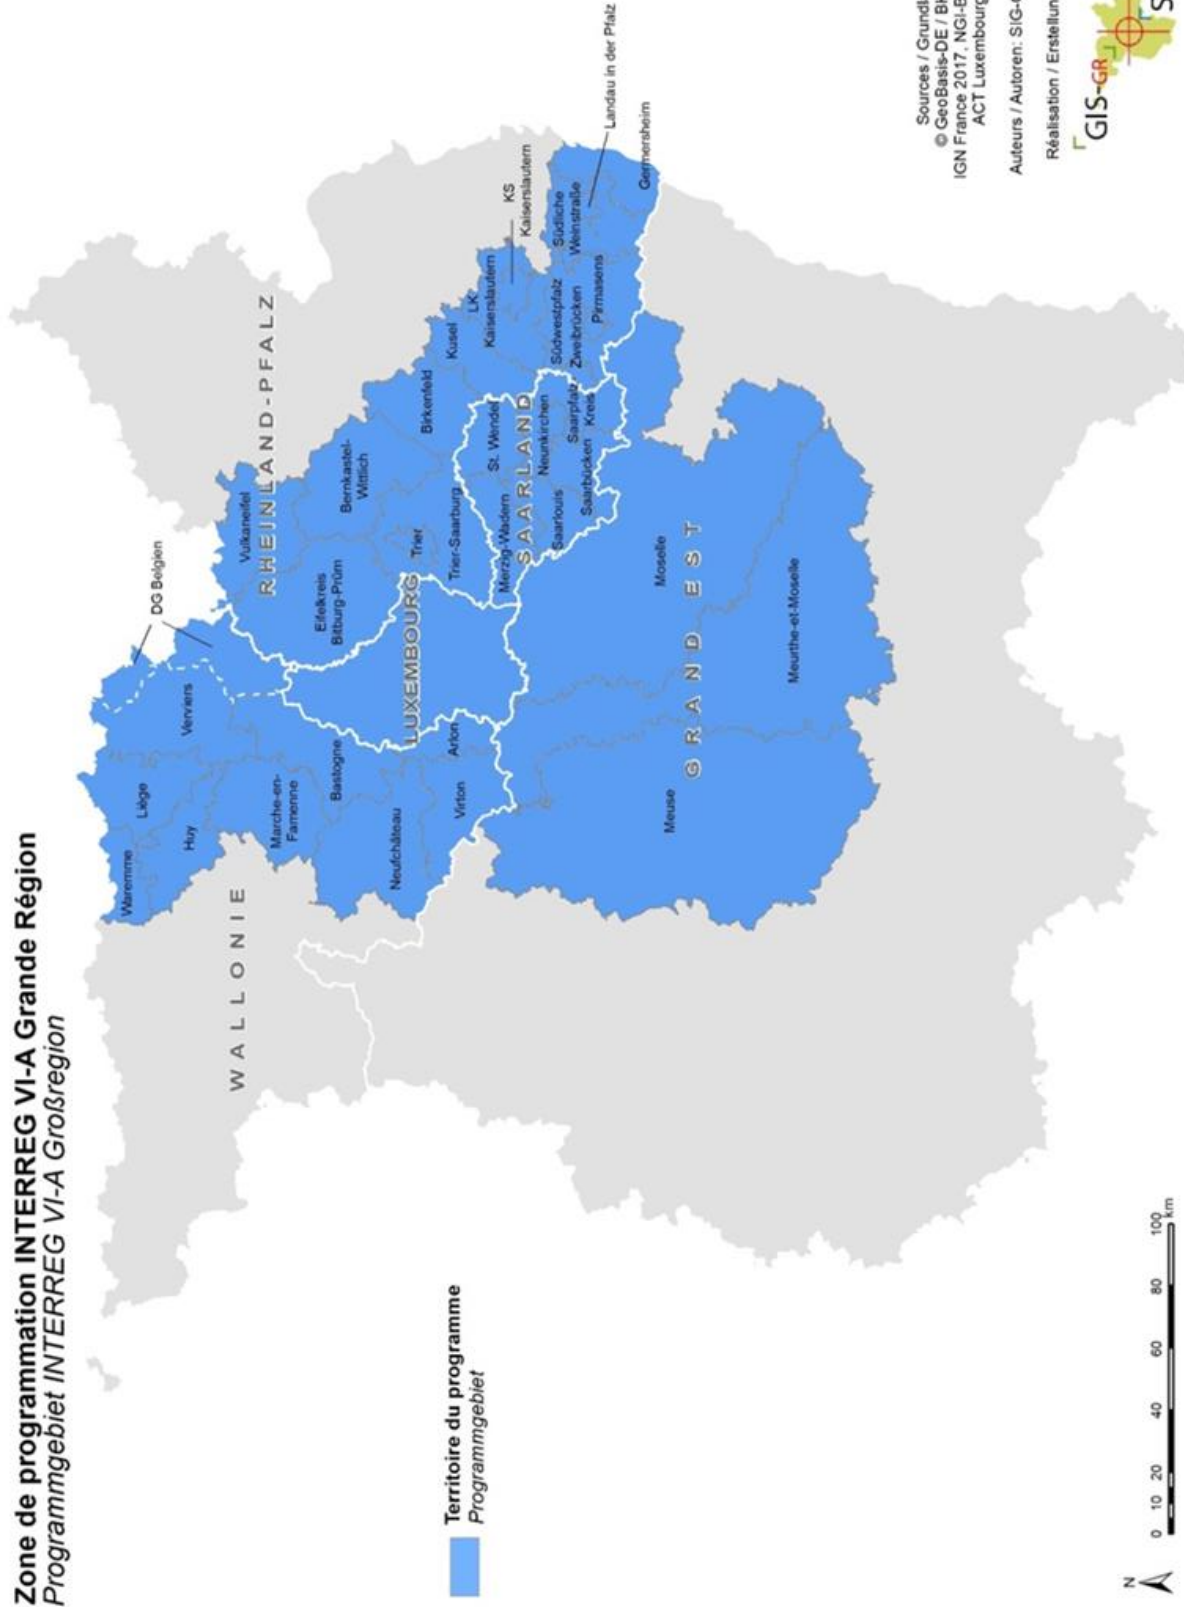 Zone de programmation INTERREG VI-A Grande Région
Programmgebiet INTERREG VI-A Großregion
DG Belgien
Waremme
Liège
Verviers
Huy
WALLONIE
Marche-en-
Famenne
Bastogne
Neufchâteau
Arlon
Virton
LUXEMBOURG
Vulkaneifel
RHEINLAND-PFALZ
Eifelkreis
Bitburg-Prüm
Bernkastel-
Wittlich
Trier
Trier-Saarburg
Birkenfeld
Kusel
LK
Kaiserslautern
KS
Kaiserslautern
Merzig-Wadern
St. Wendel
SAARLAND
Neunkirchen
Saarlouis
Saarpfalz-
Kreis
Saarbücken
Südwestpfalz
Zweibrücken
Pirmasens
Südliche
Weinstraße
Landau in der Pfalz
Germersheim
Moselle
GRAND EST
Meuse
Meurthe-et-Moselle
Territoire du programme
Programmgebiet
N
0 10 20 40 60 80 100
km
Sources / Grundl
© GeoBasis-DE /
IGN France 2017, NGI-
ACT Luxembourg
Auteurs / Autoren: SIG-
Réalisation / Erstellun
GIS-GR